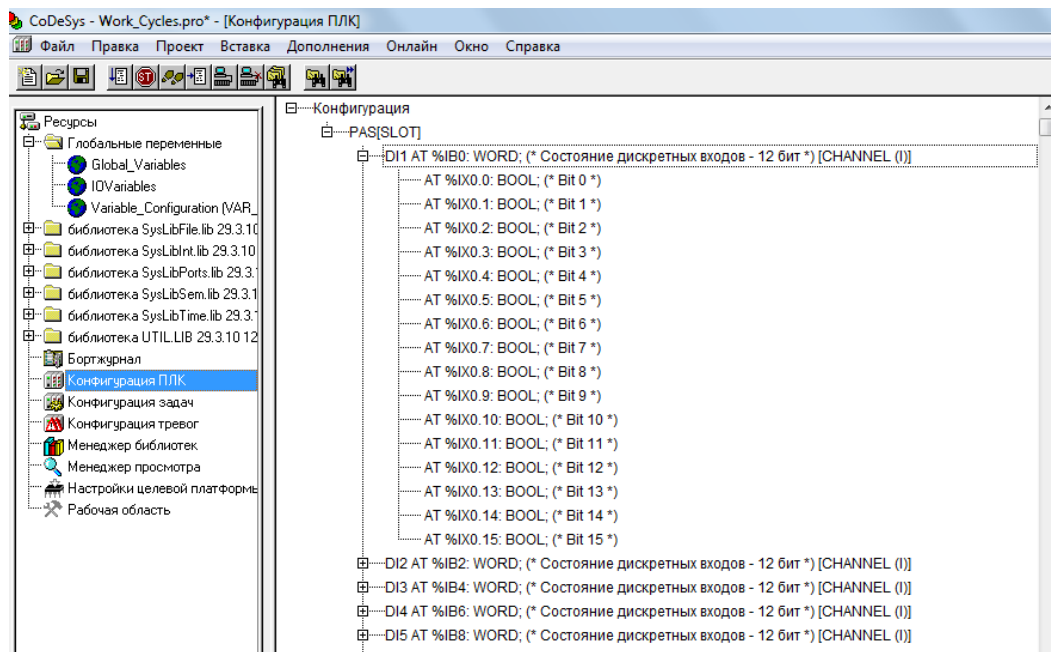 CoDeSys - Work_Cycles.pro* - [Конфигурация ПЛК]
Файл Правка Проект Вставка Дополнения Онлайн Окно Справка
Ресурсы
Глобальные переменные
Global_Variables
IOVariables
Variable_Configuration (VAR_
библиотека SysLibFile.lib 29.3.10
библиотека SysLibInt.lib 29.3.10
библиотека SysLibPorts.lib 29.3.1
библиотека SysLibSem.lib 29.3.1
библиотека SysLibTime.lib 29.3.1
библиотека UTIL.LIB 29.3.10 12
Бортжурнал
Конфигурация ПЛК
Конфигурация задач
Конфигурация тревог
Менеджер библиотек
Менеджер просмотра
Настройки целевой платформы
Рабочая область
Конфигурация
PAS[SLOT]
DI1 AT %IB0: WORD; (* Состояние дискретных входов - 12 бит *) [CHANNEL (I)]
AT %IX0.0: BOOL; (* Bit 0 *)
AT %IX0.1: BOOL; (* Bit 1 *)
AT %IX0.2: BOOL; (* Bit 2 *)
AT %IX0.3: BOOL; (* Bit 3 *)
AT %IX0.4: BOOL; (* Bit 4 *)
AT %IX0.5: BOOL; (* Bit 5 *)
AT %IX0.6: BOOL; (* Bit 6 *)
AT %IX0.7: BOOL; (* Bit 7 *)
AT %IX0.8: BOOL; (* Bit 8 *)
AT %IX0.9: BOOL; (* Bit 9 *)
AT %IX0.10: BOOL; (* Bit 10 *)
AT %IX0.11: BOOL; (* Bit 11 *)
AT %IX0.12: BOOL; (* Bit 12 *)
AT %IX0.13: BOOL; (* Bit 13 *)
AT %IX0.14: BOOL; (* Bit 14 *)
AT %IX0.15: BOOL; (* Bit 15 *)
DI2 AT %IB2: WORD; (* Состояние дискретных входов - 12 бит *) [CHANNEL (I)]
DI3 AT %IB4: WORD; (* Состояние дискретных входов - 12 бит *) [CHANNEL (I)]
DI4 AT %IB6: WORD; (* Состояние дискретных входов - 12 бит *) [CHANNEL (I)]
DI5 AT %IB8: WORD; (* Состояние дискретных входов - 12 бит *) [CHANNEL (I)]